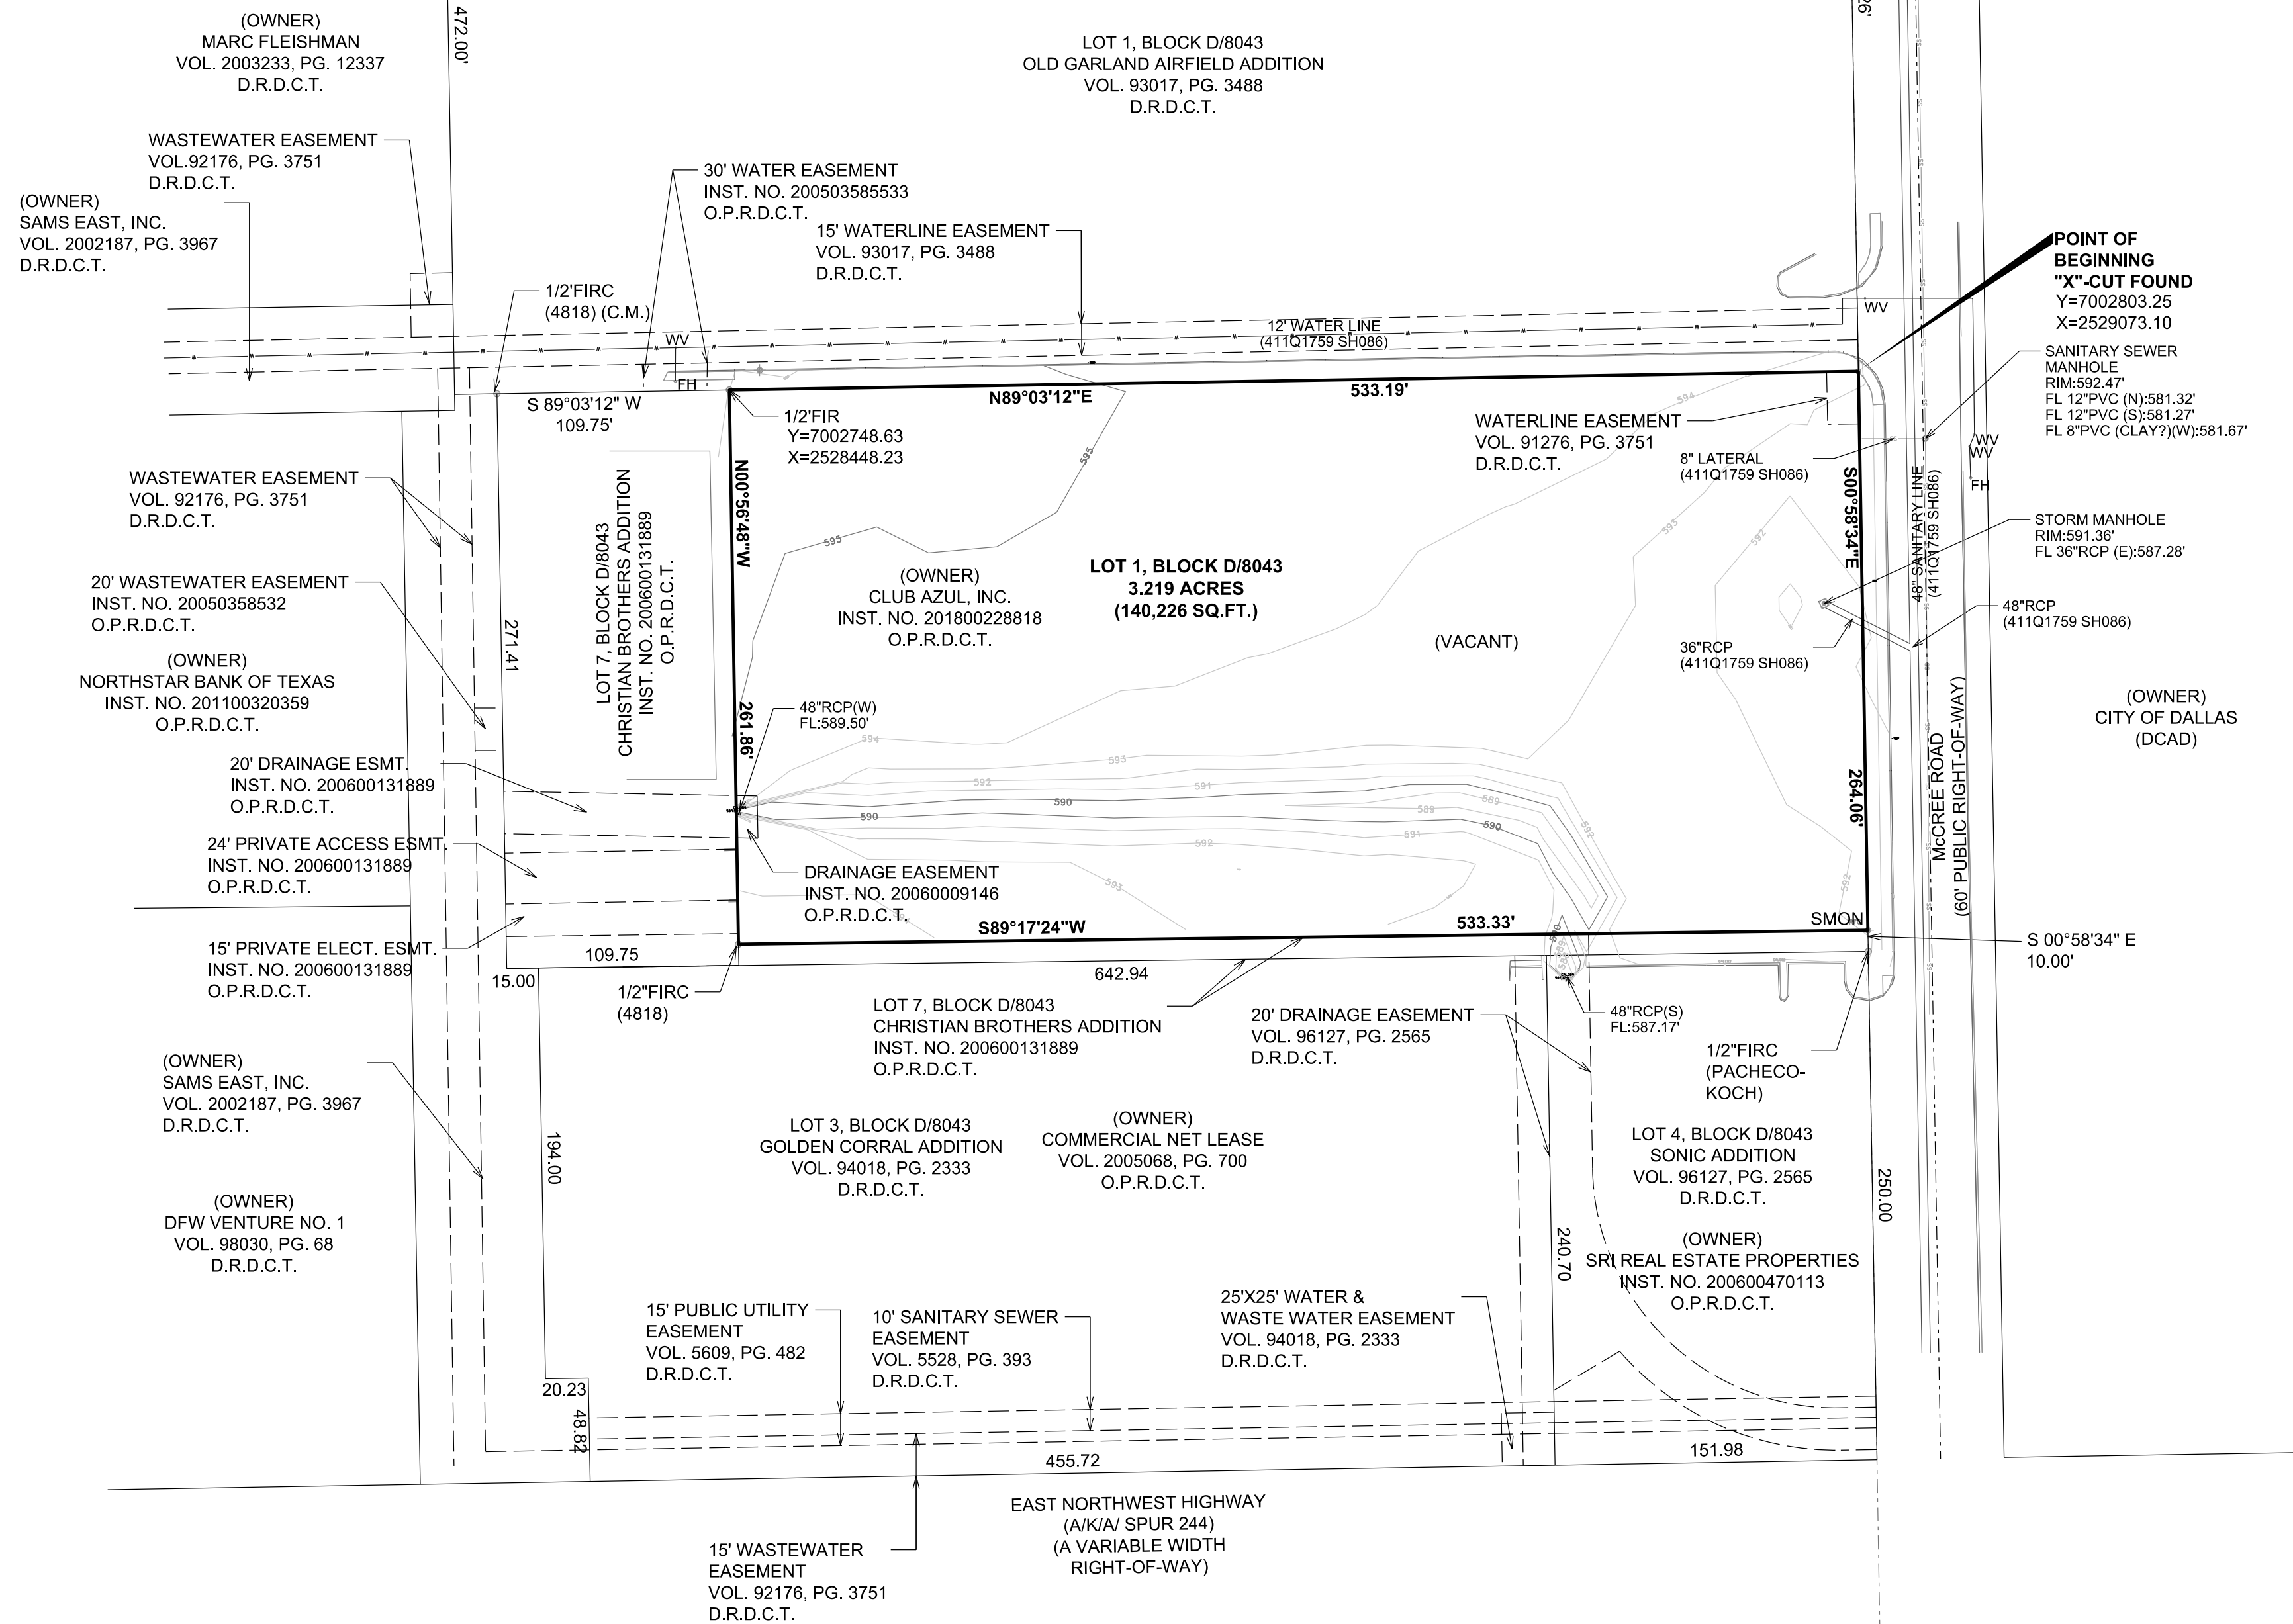 (OWNER)
MARC FLEISHMAN
VOL. 2003233, PG. 12337
D.R.D.C.T.
472.00'
LOT 1, BLOCK D/8043
OLD GARLAND AIRFIELD ADDITION
VOL. 93017, PG. 3488
D.R.D.C.T.
WASTEWATER EASEMENT
VOL.92176, PG. 3751
D.R.D.C.T.
(OWNER)
SAMS EAST, INC.
VOL. 2002187, PG. 3967
D.R.D.C.T.
30' WATER EASEMENT
INST. NO. 200503585533
O.P.R.D.C.T.
15' WATERLINE EASEMENT
VOL. 93017, PG. 3488
D.R.D.C.T.
1/2'FIRC
(4818) (C.M.)
POINT OF
BEGINNING
"X"-CUT FOUND
Y=7002803.25
X=2529073.10
WV
12' WATER LINE
(411Q1759 SH086)
WV
FH
SANITARY SEWER
MANHOLE
RIM:592.47'
FL 12"PVC (N):581.32'
FL 12"PVC (S):581.27'
FL 8"PVC (CLAY?)(W):581.67'
S 89°03'12" W
109.75'
1/2'FIR
Y=7002748.63
X=2528448.23
N89°03'12"E
533.19'
594
WATERLINE EASEMENT
VOL. 91276, PG. 3751
D.R.D.C.T.
8" LATERAL
(411Q1759 SH086)
WV
WV
FH
595
WASTEWATER EASEMENT
VOL. 92176, PG. 3751
D.R.D.C.T.
LOT 7, BLOCK D/8043
CHRISTIAN BROTHERS ADDITION
INST. NO. 200600131889
O.P.R.D.C.T.
N00°56'48"W
261.86'
S00°58'34"E
264.06'
48" SANITARY LINE
(411Q1759 SH086)
STORM MANHOLE
RIM:591.36'
FL 36"RCP (E):587.28'
593
592
595
20' WASTEWATER EASEMENT
INST. NO. 20050358532
O.P.R.D.C.T.
(OWNER)
CLUB AZUL, INC.
INST. NO. 201800228818
O.P.R.D.C.T.
LOT 1, BLOCK D/8043
3.219 ACRES
(140,226 SQ.FT.)
(VACANT)
48"RCP
(411Q1759 SH086)
36"RCP
(411Q1759 SH086)
271.41
(OWNER)
NORTHSTAR BANK OF TEXAS
INST. NO. 201100320359
O.P.R.D.C.T.
(OWNER)
CITY OF DALLAS
(DCAD)
McCREE ROAD
(60' PUBLIC RIGHT-OF-WAY)
48"RCP(W)
FL:589.50'
594
593
592
591
590
590
589
589
590
591
592
592
593
592
20' DRAINAGE ESMT.
INST. NO. 200600131889
O.P.R.D.C.T.
24' PRIVATE ACCESS ESMT.
INST. NO. 200600131889
O.P.R.D.C.T.
DRAINAGE EASEMENT
INST. NO. 20060009146
O.P.R.D.C.T.
15' PRIVATE ELECT. ESMT.
INST. NO. 200600131889
O.P.R.D.C.T.
S89°17'24"W
533.33'
SMON
590
589
S 00°58'34" E
10.00'
109.75
15.00
642.94
1/2"FIRC
(4818)
LOT 7, BLOCK D/8043
CHRISTIAN BROTHERS ADDITION
INST. NO. 200600131889
O.P.R.D.C.T.
20' DRAINAGE EASEMENT
VOL. 96127, PG. 2565
D.R.D.C.T.
48"RCP(S)
FL:587.17'
1/2"FIRC
(PACHECO-
KOCH)
(OWNER)
SAMS EAST, INC.
VOL. 2002187, PG. 3967
D.R.D.C.T.
194.00
LOT 3, BLOCK D/8043
GOLDEN CORRAL ADDITION
VOL. 94018, PG. 2333
D.R.D.C.T.
(OWNER)
COMMERCIAL NET LEASE
VOL. 2005068, PG. 700
O.P.R.D.C.T.
LOT 4, BLOCK D/8043
SONIC ADDITION
VOL. 96127, PG. 2565
D.R.D.C.T.
250.00
240.70
(OWNER)
DFW VENTURE NO. 1
VOL. 98030, PG. 68
D.R.D.C.T.
(OWNER)
SRI REAL ESTATE PROPERTIES
INST. NO. 200600470113
O.P.R.D.C.T.
15' PUBLIC UTILITY
EASEMENT
VOL. 5609, PG. 482
D.R.D.C.T.
10' SANITARY SEWER
EASEMENT
VOL. 5528, PG. 393
D.R.D.C.T.
25'X25' WATER &
WASTE WATER EASEMENT
VOL. 94018, PG. 2333
D.R.D.C.T.
20.23
48.82
455.72
151.98
EAST NORTHWEST HIGHWAY
(A/K/A/ SPUR 244)
(A VARIABLE WIDTH
RIGHT-OF-WAY)
15' WASTEWATER
EASEMENT
VOL. 92176, PG. 3751
D.R.D.C.T.